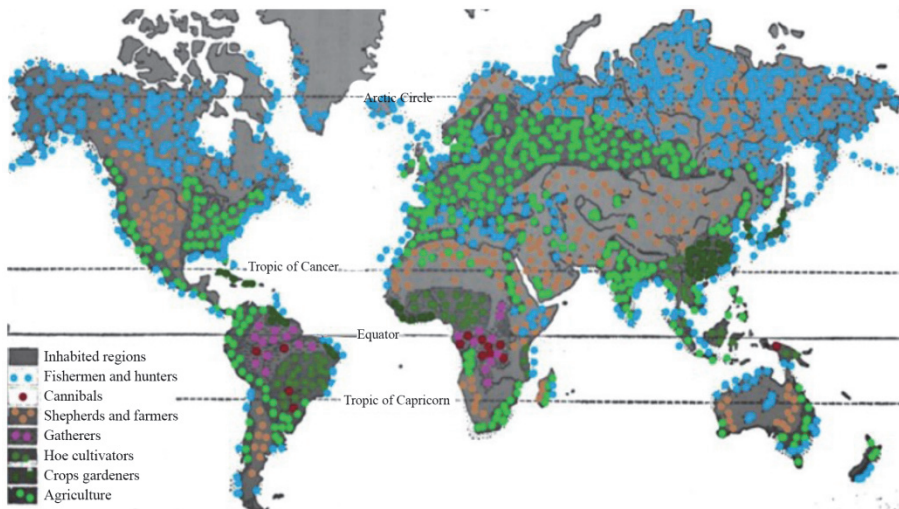 Arctic Circle
Tropic of Cancer
Equator
Tropic of Capricorn
Inhabited regions
Fishermen and hunters
Cannibals
Shepherds and farmers
Gatherers
Hoe cultivators
Crops gardeners
Agriculture